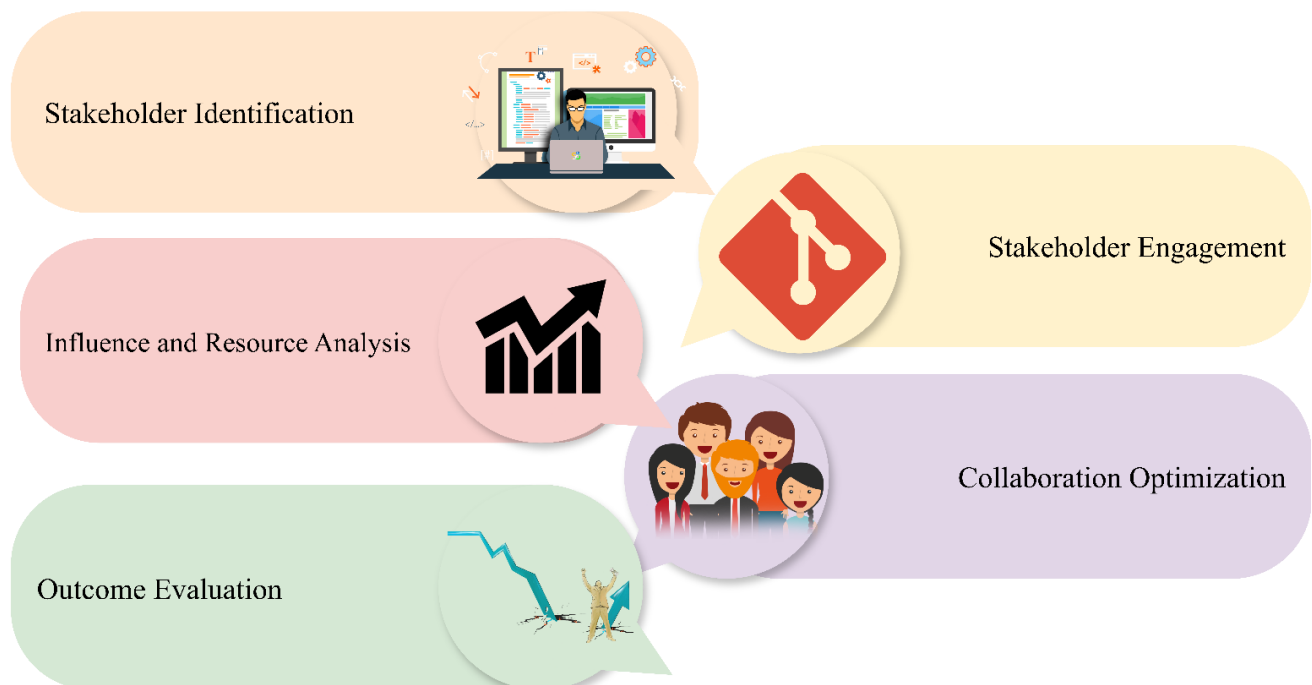 Stakeholder Identification
Stakeholder Engagement
Influence and Resource Analysis
Collaboration Optimization
Outcome Evaluation